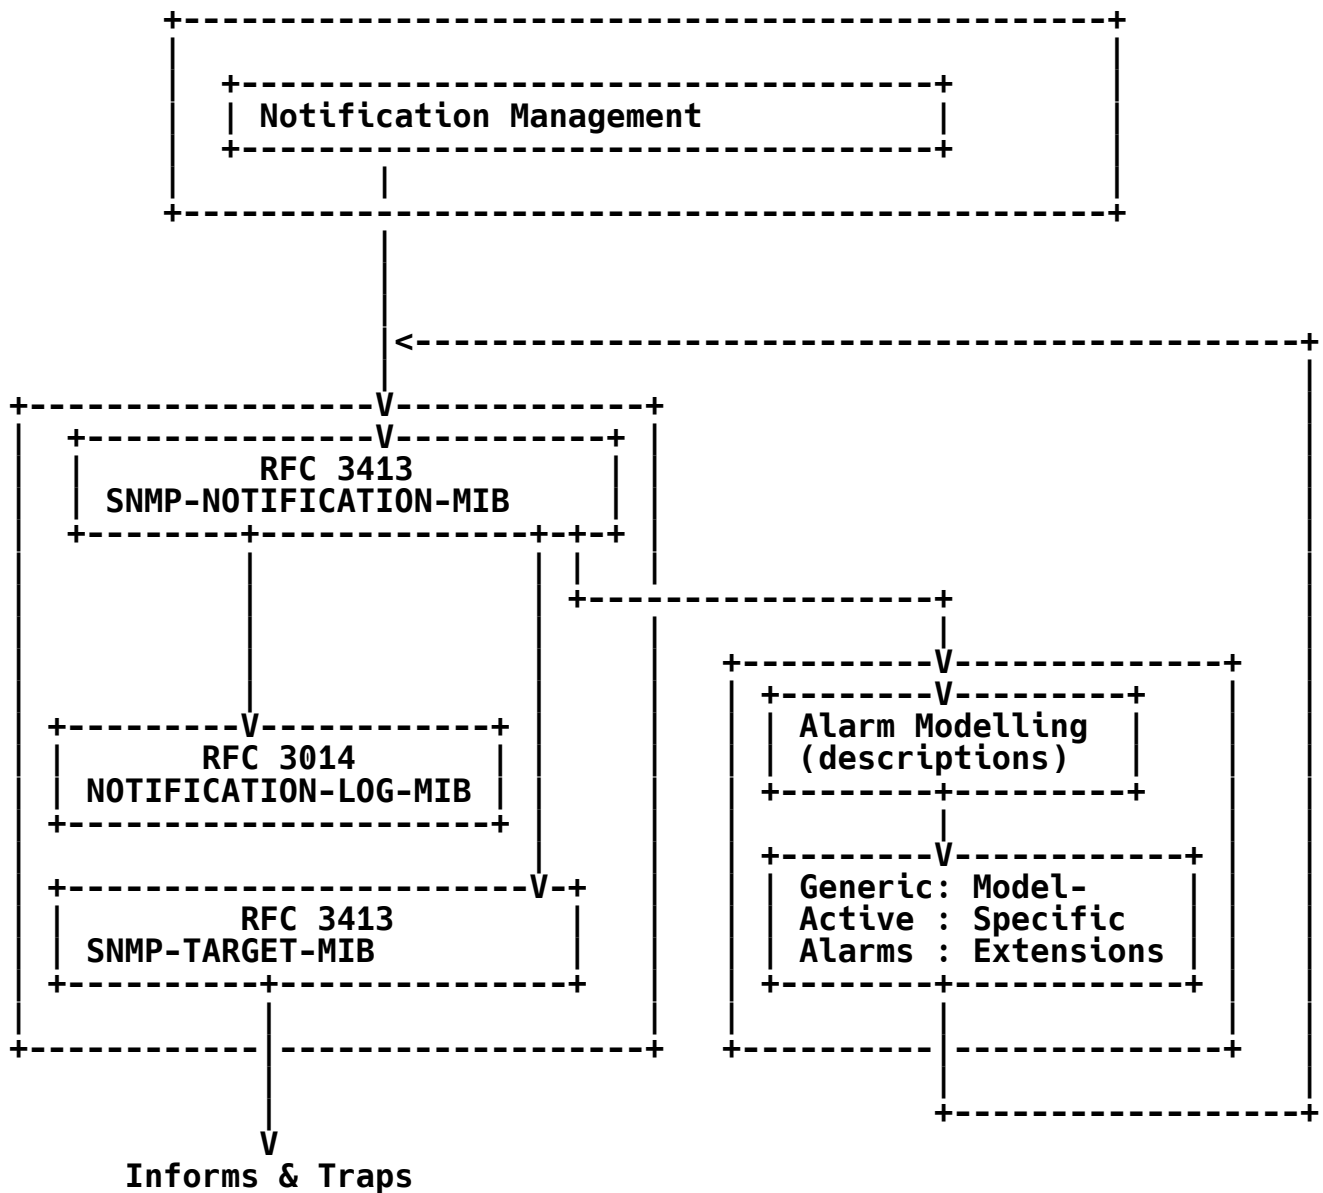 Notification Management
RFC 3413
SNMP-NOTIFICATION-MIB
RFC 3014
NOTIFICATION-LOG-MIB
RFC 3413
SNMP-TARGET-MIB
Alarm Modelling
(descriptions)
Generic: Model-
Active : Specific
Alarms : Extensions
Informs & Traps